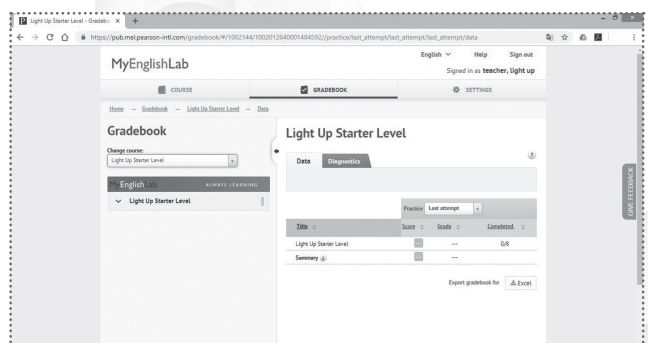 Light Up Starter Level - Gradebo
https://pub.mel.pearson-intl.com/gradebook/#/1002144/1002012640001484592//practice/last_attempt/last_attempt/last_attempt/data
MyEnglishLab
English Help Sign out
Signed in as teacher, light up
COURSE GRADEBOOK SETTINGS
Home — Gradebook — Light Up Starter Level — Data
Gradebook
Change course:
Light Up Starter Level
MyEnglishLab ALWAYS LEARNING
Light Up Starter Level
Light Up Starter Level
Data Diagnostics ?
Practice Last attempt
Title Score Grade Completed
Light Up Starter Level --- --- 0/8
Summary i --- ---
Export gradebook for Excel
GIVE FEEDBACK